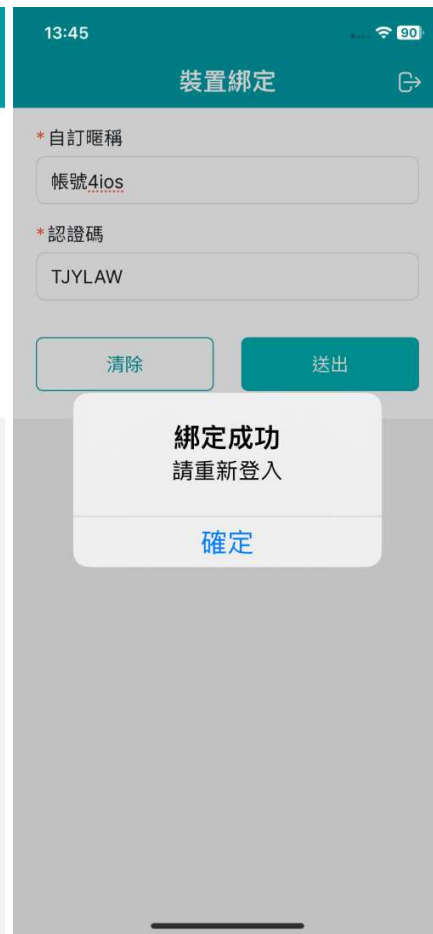 13:45
90
裝置綁定
*自訂暱稱
帳號4ios
*認證碼
TJYLAW
清除
送出
綁定成功
請重新登入
確定